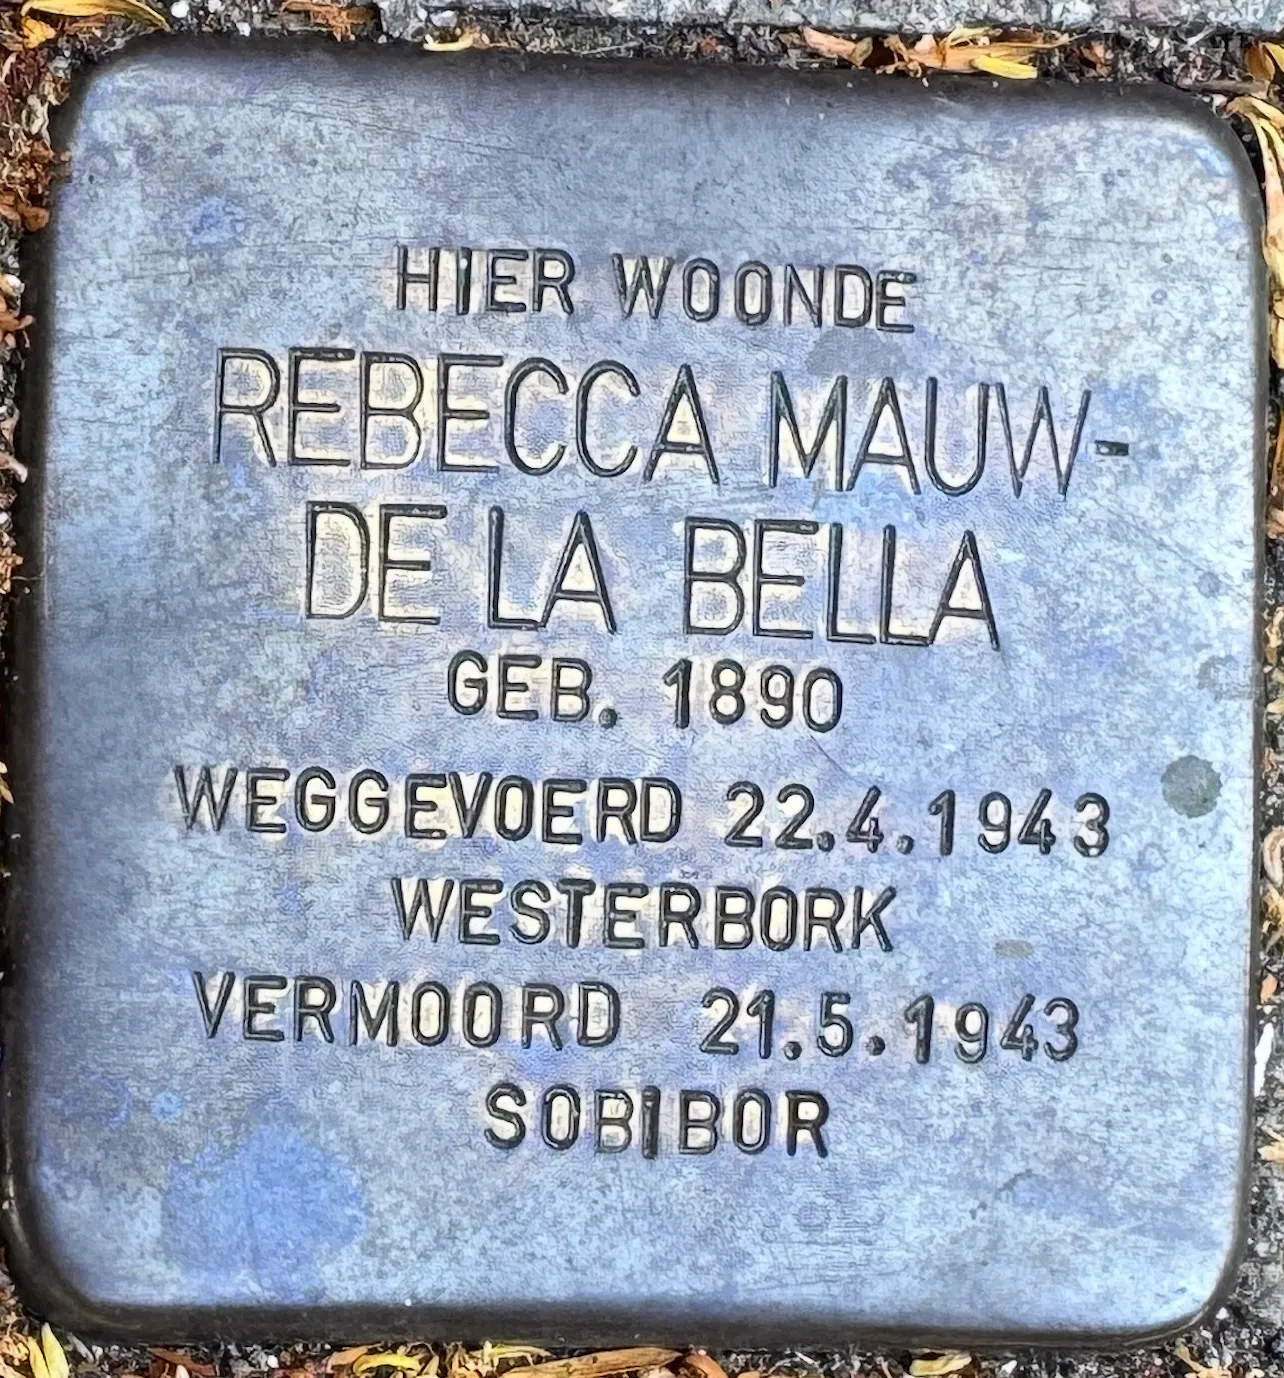 HIER WOONDE
REBECCA MAUW-
DE LA BELLA
GEB. 1890
WEGGEVOERD 22.4.1943
WESTERBORK
VERMOORD 21.5.1943
SOBIBOR